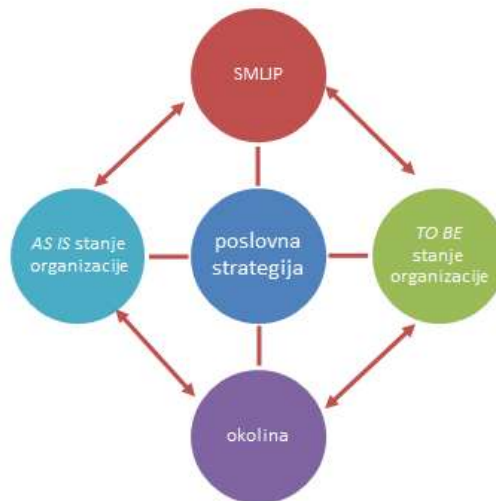 SMLJP
AS IS stanje
organizacije
poslovna
strategija
TO BE
stanje
organizacije
okolina